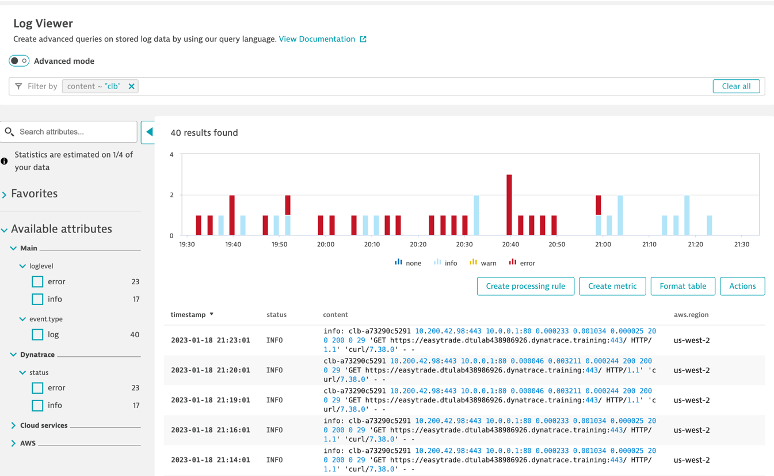 Log Viewer
Create advanced queries on stored log data by using our query language. View Documentation
Advanced mode
Filter by content ~ "clb" ✕ Clear all
Search attributes...
Statistics are estimated on 1/4 of
your data
Favorites
Available attributes
Main
loglevel
error 23
info 17
event.type
log 40
Dynatrace
status
error 23
info 17
Cloud services
AWS
40 results found
4
2
0
19:30 19:40 19:50 20:00 20:10 20:20 20:30 20:40 20:50 21:00 21:10 21:20 21:30
none info warn error
Create processing rule Create metric Format table Actions
timestamp ▼ status content aws.region
info: clb-a73290c5291 10.200.42.98:443 10.0.0.1:80 0.000233 0.001034 0.000025 20
2023-01-18 21:23:01 INFO 0 200 0 29 'GET https://easytrade.dtulab438986926.dynatrace.training:443/ HTTP/ us-west-2
1.1' 'curl/7.38.0' - -
clb-a73290c5291 10.200.42.98:443 10.0.0.1:80 0.000046 0.003211 0.000244 200 200
2023-01-18 21:20:01 INFO 0 29 'GET https://easytrade.dtulab438986926.dynatrace.training:443/ HTTP/1.1' 'c us-west-2
url/7.38.0' - -
clb-a73290c5291 10.200.42.98:443 10.0.0.1:80 0.000046 0.003211 0.000244 200 200
2023-01-18 21:19:01 INFO 0 29 'GET https://easytrade.dtulab438986926.dynatrace.training:443/ HTTP/1.1' 'c us-west-2
url/7.38.0' - -
info: clb-a73290c5291 10.200.42.98:443 10.0.0.1:80 0.000233 0.001034 0.000025 20
2023-01-18 21:16:01 INFO 0 200 0 29 'GET https://easytrade.dtulab438986926.dynatrace.training:443/ HTTP/ us-west-2
1.1' 'curl/7.38.0' - -
info: clb-a73290c5291 10.200.42.98:443 10.0.0.1:80 0.000233 0.001034 0.000025 20
2023-01-18 21:14:01 INFO 0 200 0 29 'GET https://easytrade.dtulab438986926.dynatrace.training:443/ HTTP/ us-west-2
1.1' 'curl/7.38.0' - -